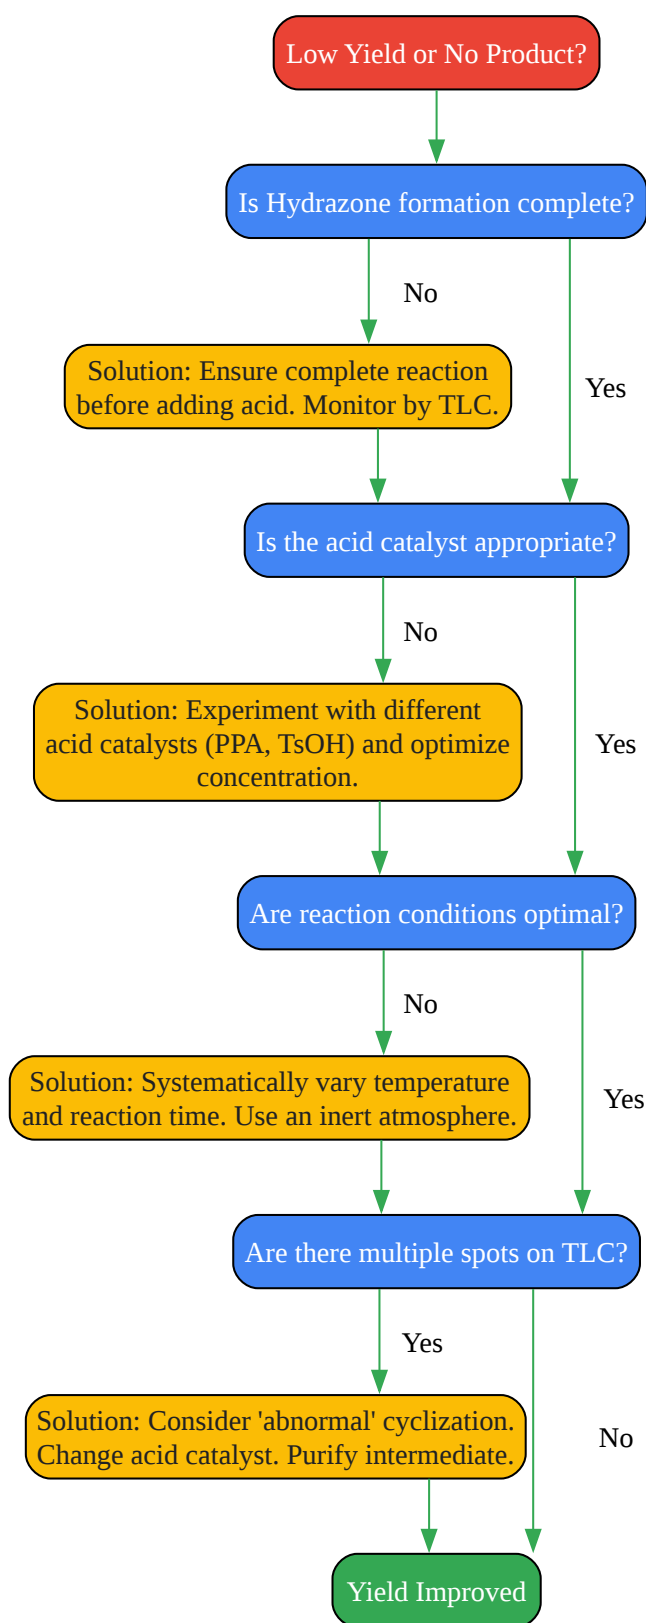 Low Yield or No Product?
Is Hydrazone formation complete?
No
Solution: Ensure complete reaction
before adding acid. Monitor by TLC.
Yes
Is the acid catalyst appropriate?
No
Solution: Experiment with different
acid catalysts (PPA, TsOH) and optimize
concentration.
Yes
Are reaction conditions optimal?
No
Solution: Systematically vary temperature
and reaction time. Use an inert atmosphere.
Yes
Are there multiple spots on TLC?
Yes
Solution: Consider 'abnormal' cyclization.
Change acid catalyst. Purify intermediate.
No
Yield Improved